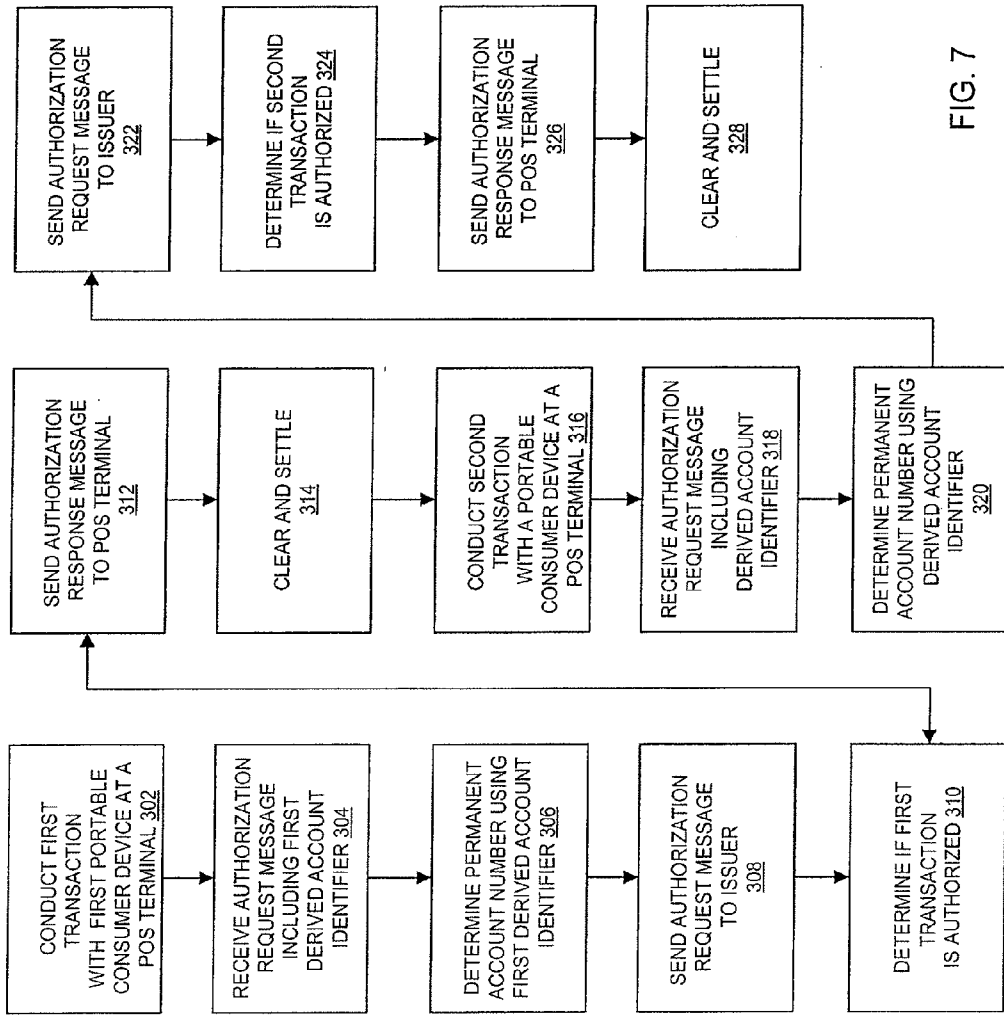 CONDUCT FIRST
TRANSACTION
WITH FIRST PORTABLE
CONSUMER DEVICE AT A
POS TERMINAL 302
RECEIVE AUTHORIZATION
REQUEST MESSAGE
INCLUDING FIRST
DERIVED ACCOUNT
IDENTIFIER 304
DETERMINE PERMANENT
ACCOUNT NUMBER USING
FIRST DERIVED ACCOUNT
IDENTIFIER 306
SEND AUTHORIZATION
REQUEST MESSAGE
TO ISSUER
308
DETERMINE IF FIRST
TRANSACTION
IS AUTHORIZED 310
SEND AUTHORIZATION
RESPONSE MESSAGE
TO POS TERMINAL
312
CLEAR AND SETTLE
314
CONDUCT SECOND
TRANSACTION
WITH A PORTABLE
CONSUMER DEVICE AT A
POS TERMINAL 316
RECEIVE AUTHORIZATION
REQUEST MESSAGE
INCLUDING
DERIVED ACCOUNT
IDENTIFIER 318
DETERMINE PERMANENT
ACCOUNT NUMBER USING
DERIVED ACCOUNT
IDENTIFIER
320
SEND AUTHORIZATION
REQUEST MESSAGE
TO ISSUER
322
DETERMINE IF SECOND
TRANSACTION
IS AUTHORIZED 324
SEND AUTHORIZATION
RESPONSE MESSAGE
TO POS TERMINAL
326
CLEAR AND SETTLE
328
FIG. 7